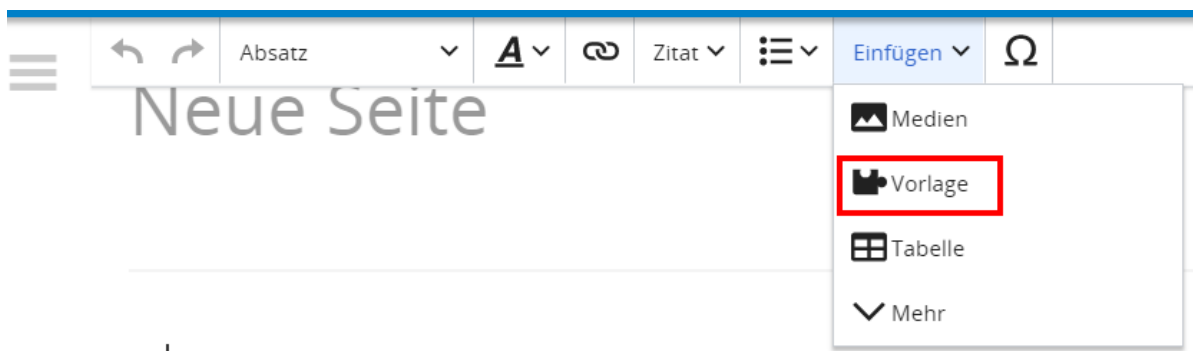 Absatz A Zitat Einfügen Ω
Neue Seite
Medien
Vorlage
Tabelle
Mehr